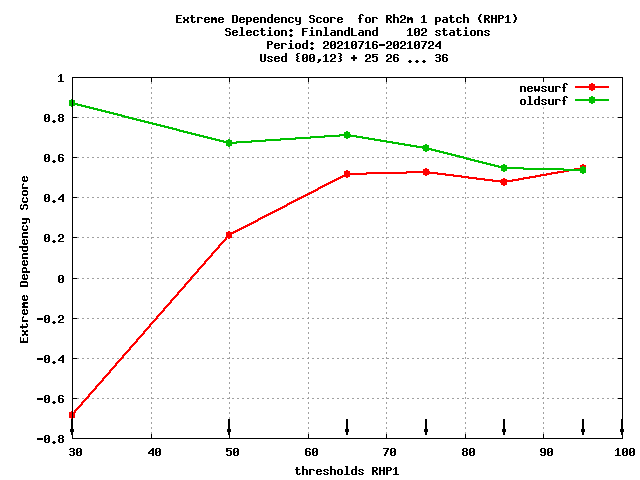 Extreme Dependency Score  for Rh2m 1 patch (RHP1)
Selection: FinlandLand    102 stations
Period: 20210716-20210724
Used {00,12} + 25 26 ... 36
newsurf
oldsurf
1
0.8
0.6
0.4
0.2
0
-0.2
-0.4
-0.6
-0.8
Extreme Dependency Score
30 40 50 60 70 80 90 100
thresholds RHP1